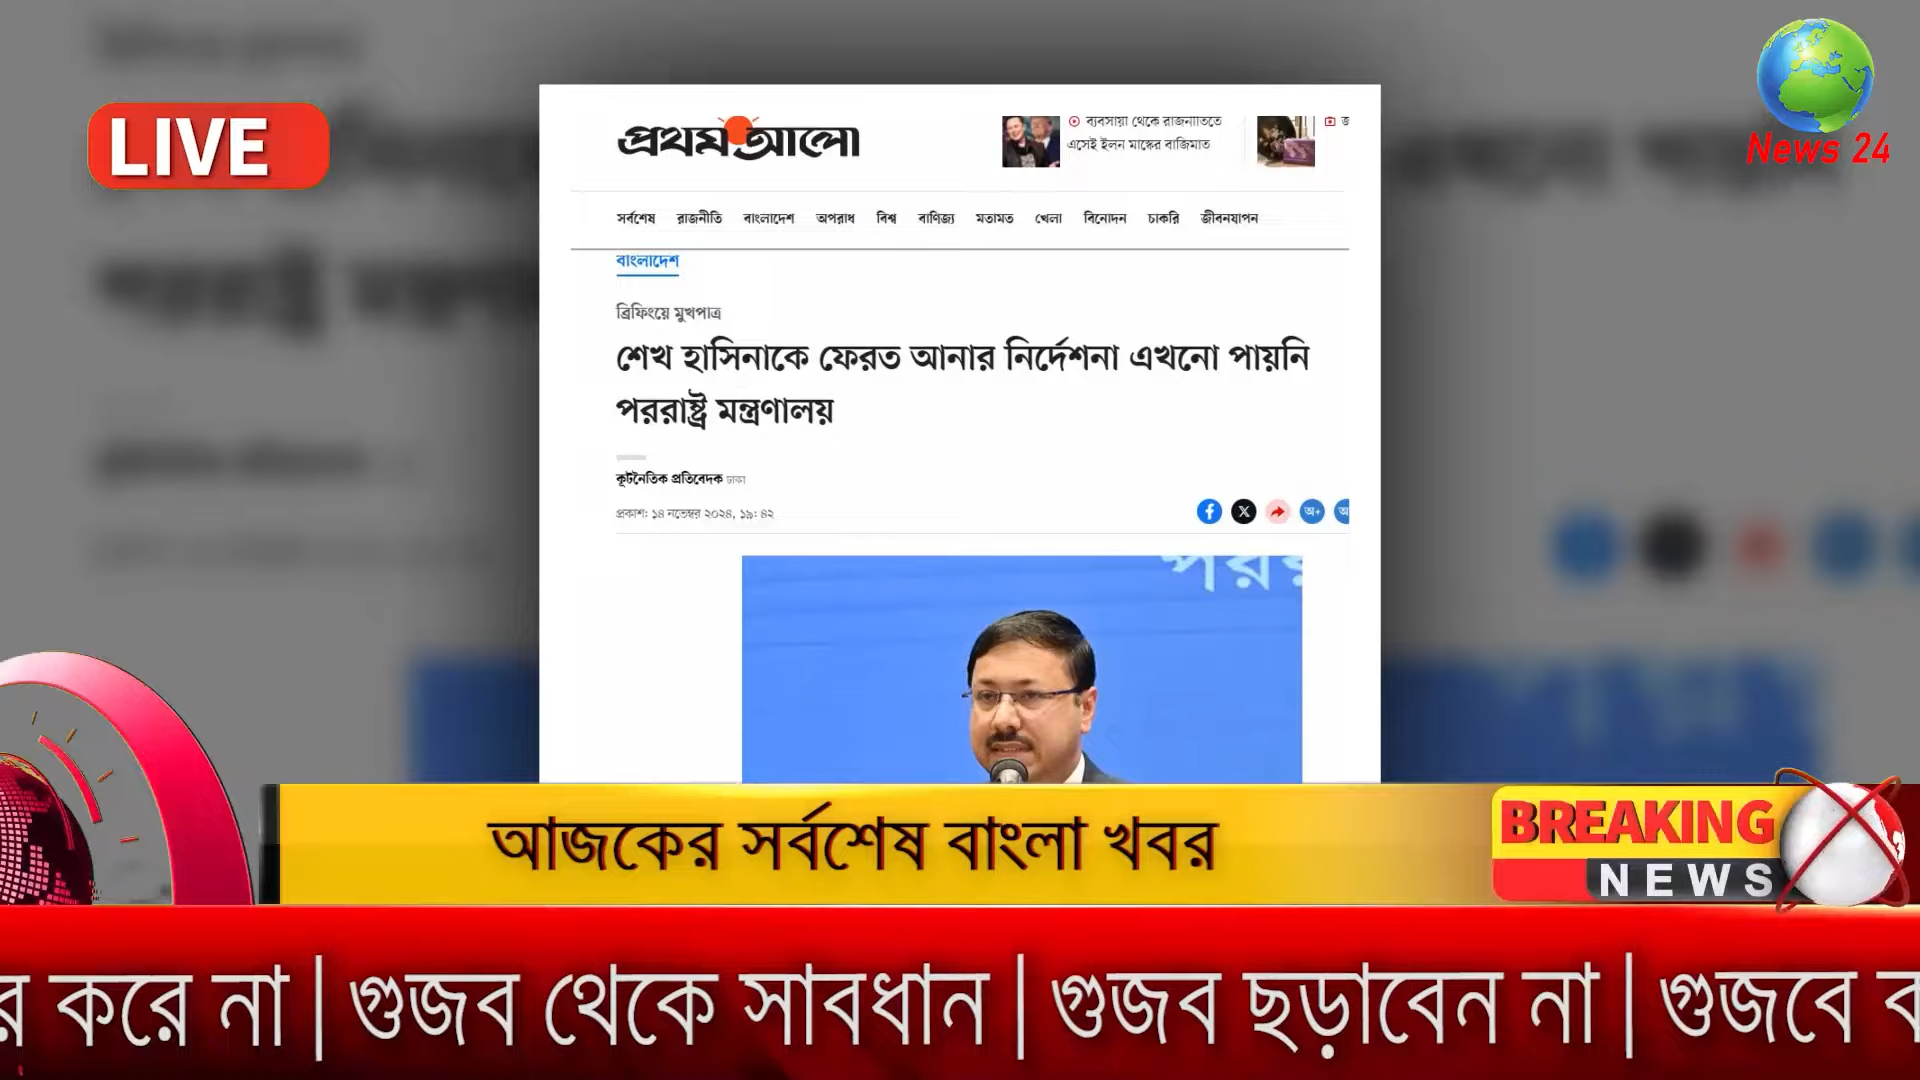 LIVE
News 24
প্রথম আলো
ব্যবসায়ী থেকে রাজনীতিতে
এসেই ইলন মাস্কের বাজিমাত
সর্বশেষ রাজনীতি বাংলাদেশ অপরাধ বিশ্ব বাণিজ্য মতামত খেলা বিনোদন চাকরি জীবনযাপন
বাংলাদেশ
ব্রিফিংয়ে মুখপাত্র
শেখ হাসিনাকে ফেরত আনার নির্দেশনা এখনো পায়নি
পররাষ্ট্র মন্ত্রণালয়
কূটনৈতিক প্রতিবেদক ঢাকা
প্রকাশ: ১৪ নভেম্বর ২০২৪, ১৯: ৪২
অ+
পরর
আজকের সর্বশেষ বাংলা খবর
BREAKING
NEWS
র করে না | গুজব থেকে সাবধান | গুজব ছড়াবেন না | গুজবে ক